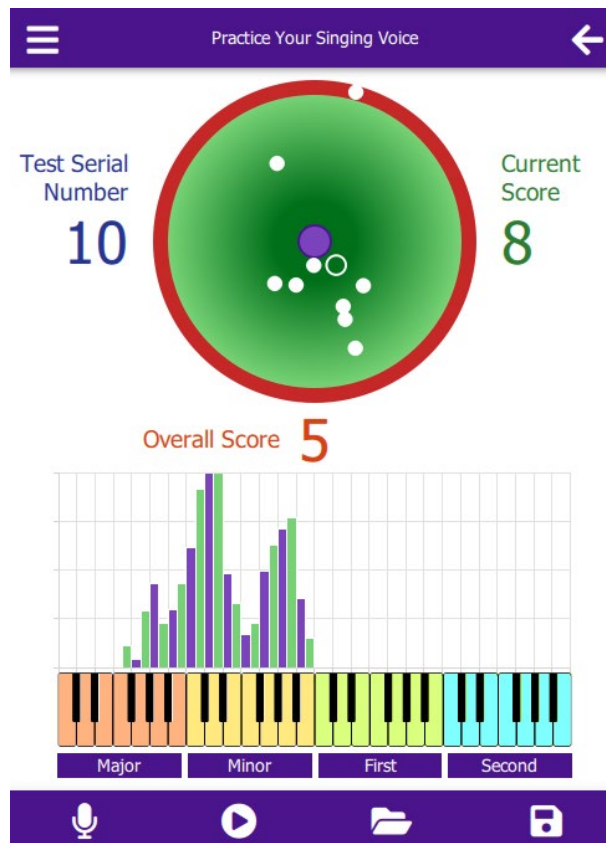 Practice Your Singing Voice
Test Serial
Number
10
Current
Score
8
Overall Score 5
Major Minor First Second